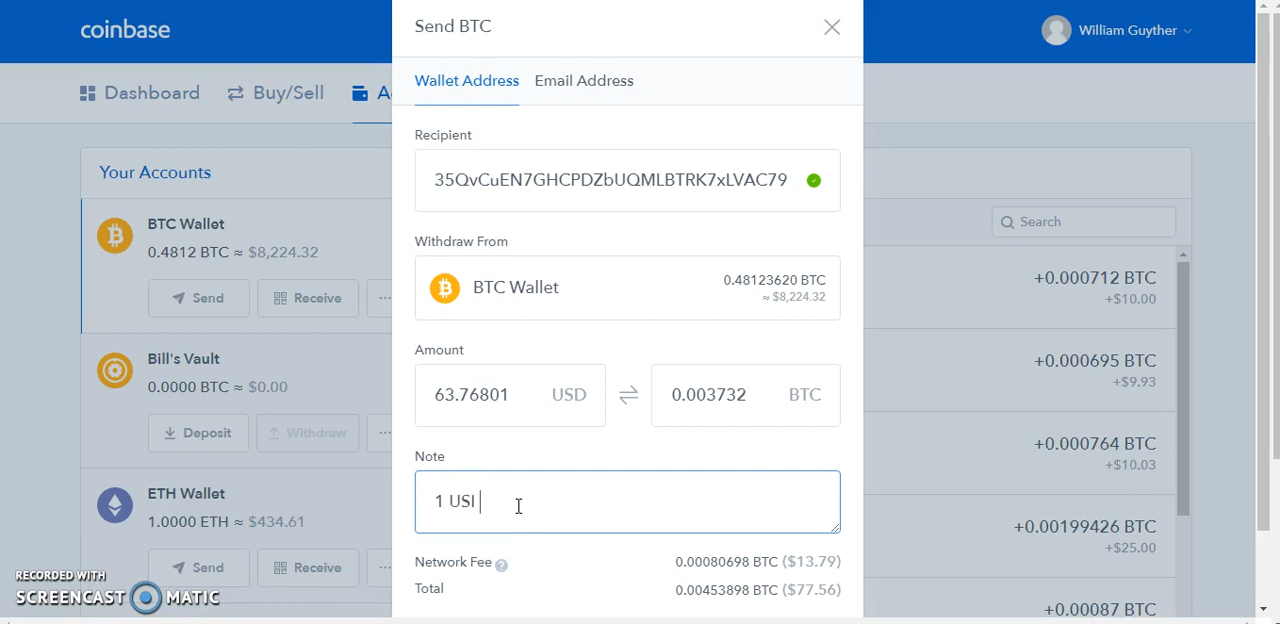 coinbase
William Guyther
Dashboard
Buy/Sell
A
Your Accounts
BTC Wallet
0.4812 BTC ≈ $8,224.32
Send
Receive
...
Bill's Vault
0.0000 BTC ≈ $0.00
Deposit
Withdraw
...
ETH Wallet
1.0000 ETH ≈ $434.61
Send
Receive
...
Send BTC
Wallet Address
Email Address
Recipient
35QvCuEN7GHCPDZbUQMLBTRK7xLVAC79
Withdraw From
BTC Wallet
0.48123620 BTC
≈ $8,224.32
Amount
63.76801 USD
0.003732 BTC
Note
1 USI
Network Fee ?
0.00080698 BTC ($13.79)
Total
0.00453898 BTC ($77.56)
Search
+0.000712 BTC
+$10.00
+0.000695 BTC
+$9.93
+0.000764 BTC
+$10.03
+0.00199426 BTC
+$25.00
+0.00087 BTC
RECORDED WITH
SCREENCAST MATIC